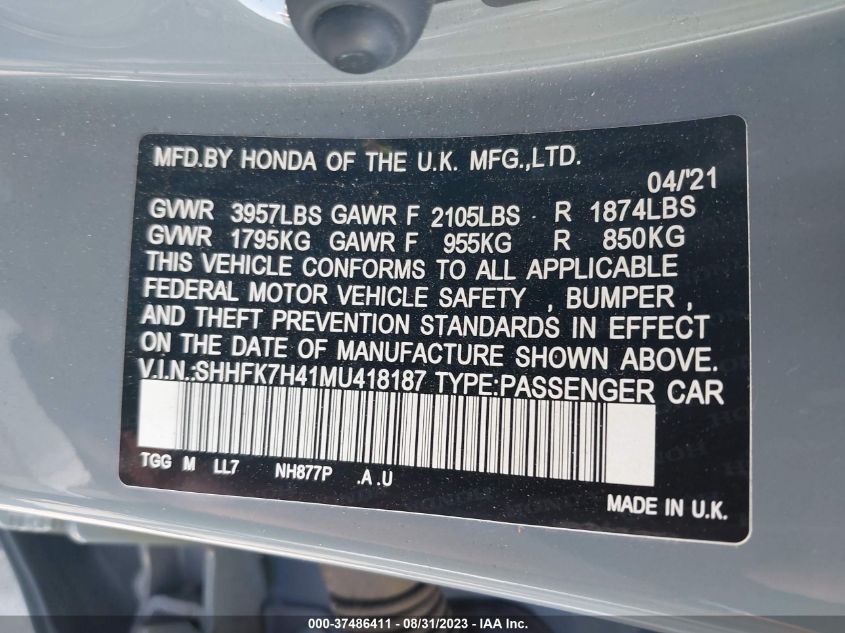 MFD.BY HONDA OF THE U.K. MFG.,LTD.
04/'21
GVWR 3957LBS GAWR F 2105LBS · R 1874LBS
GVWR 1795KG GAWR F 955KG R 850KG
THIS VEHICLE CONFORMS TO ALL APPLICABLE
FEDERAL MOTOR VEHICLE SAFETY , BUMPER ,
AND THEFT PREVENTION STANDARDS IN EFFECT
ON THE DATE OF MANUFACTURE SHOWN ABOVE.
V.I.N.:SHHFK7H41MU418187 TYPE:PASSENGER CAR
TGG M LL7 NH877P .A .U
MADE IN U.K.
000-37486411 - 08/31/2023 - IAA Inc.